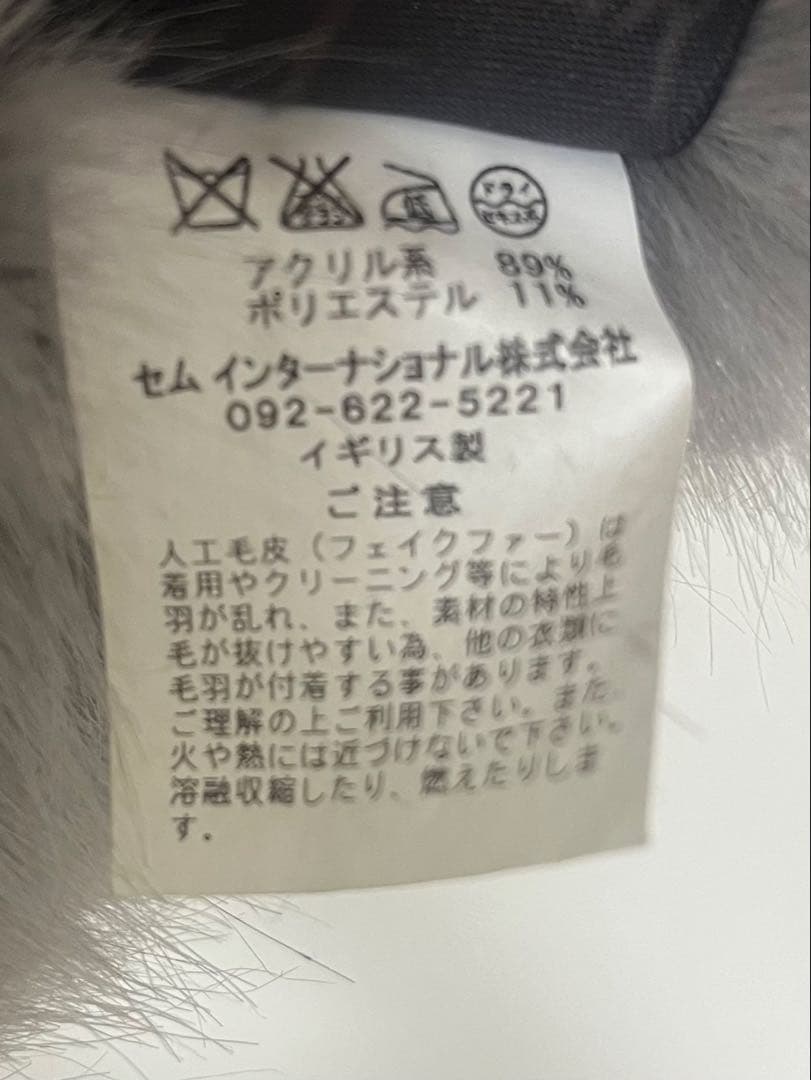 エンソ サラシ 低 ドライ セキユ系
アクリル系 89%
ポリエステル 11%
セム インターナショナル株式会社
092-622-5221
イギリス製
ご注意
人工毛皮（フェイクファー）は
着用やクリーニング等により毛
羽が乱れ、また、素材の特性上
毛が抜けやすい為、他の衣類に
毛羽が付着する事があります。
ご理解の上ご利用下さい。また、
火や熱には近づけないで下さい。
溶融収縮したり、燃えたりしま
す。